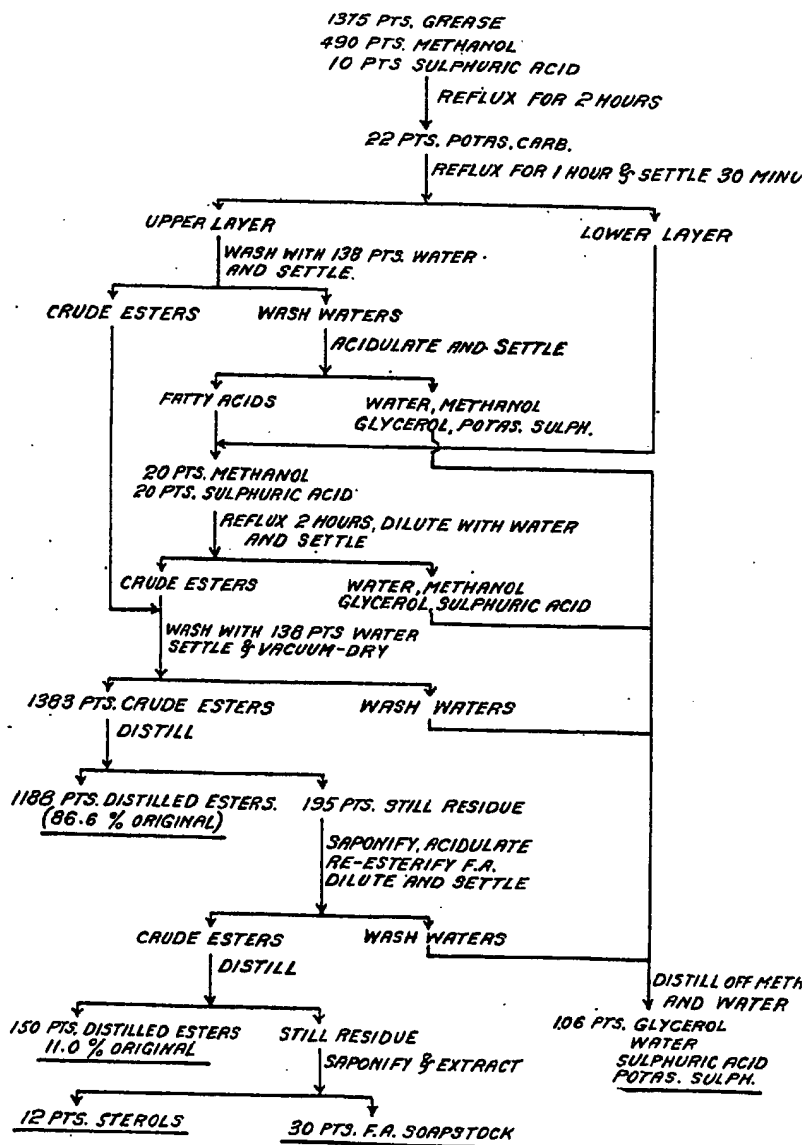 1375 PTS. GREASE
490 PTS. METHANOL
10 PTS SULPHURIC ACID
REFLUX FOR 2 HOURS
22 PTS. POTAS. CARB.
REFLUX FOR 1 HOUR & SETTLE 30 MINU
UPPER LAYER
LOWER LAYER
WASH WITH 138 PTS. WATER
AND SETTLE.
CRUDE ESTERS
WASH WATERS
ACIDULATE AND SETTLE
FATTY ACIDS
WATER, METHANOL
GLYCEROL, POTAS. SULPH.
20 PTS. METHANOL
20 PTS. SULPHURIC ACID
REFLUX 2 HOURS, DILUTE WITH WATER
AND SETTLE
CRUDE ESTERS
WATER, METHANOL
GLYCEROL, SULPHURIC ACID
WASH WITH 138 PTS WATER
SETTLE & VACUUM-DRY
1383 PTS. CRUDE ESTERS
WASH WATERS
DISTILL
1188 PTS. DISTILLED ESTERS.
(86.6 % ORIGINAL)
195 PTS. STILL RESIDUE
SAPONIFY, ACIDULATE
RE-ESTERIFY F.A.
DILUTE AND SETTLE
CRUDE ESTERS
WASH WATERS
DISTILL
DISTILL OFF METH
AND WATER
150 PTS. DISTILLED ESTERS
11.0 % ORIGINAL
STILL RESIDUE
106 PTS. GLYCEROL
WATER
SULPHURIC ACID
POTAS. SULPH.
SAPONIFY & EXTRACT
12 PTS. STEROLS
30 PTS. F.A. SOAPSTOCK